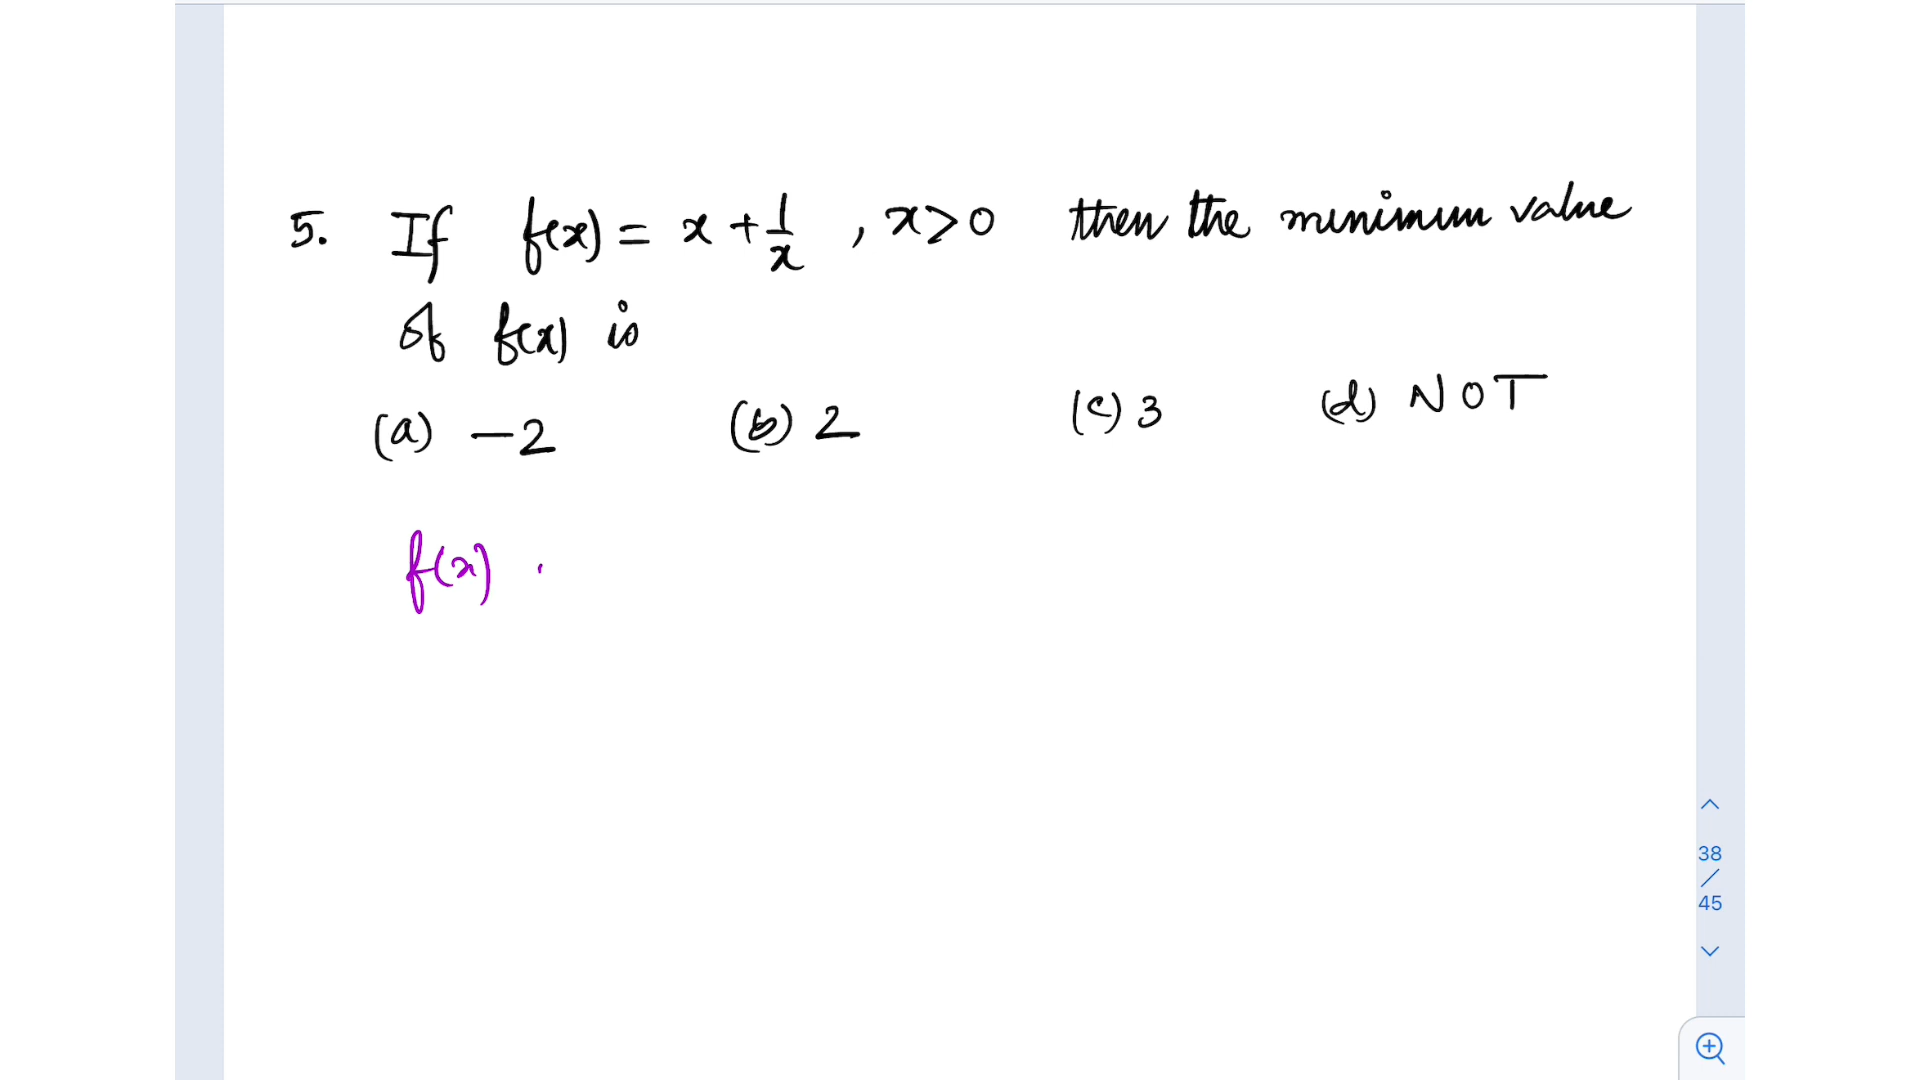 5. If f(x) = x + 1/x , x>0 then the minimum value
of f(x) is
(a) -2 (b) 2 (c) 3 (d) NOT
f(x)
38
/
45